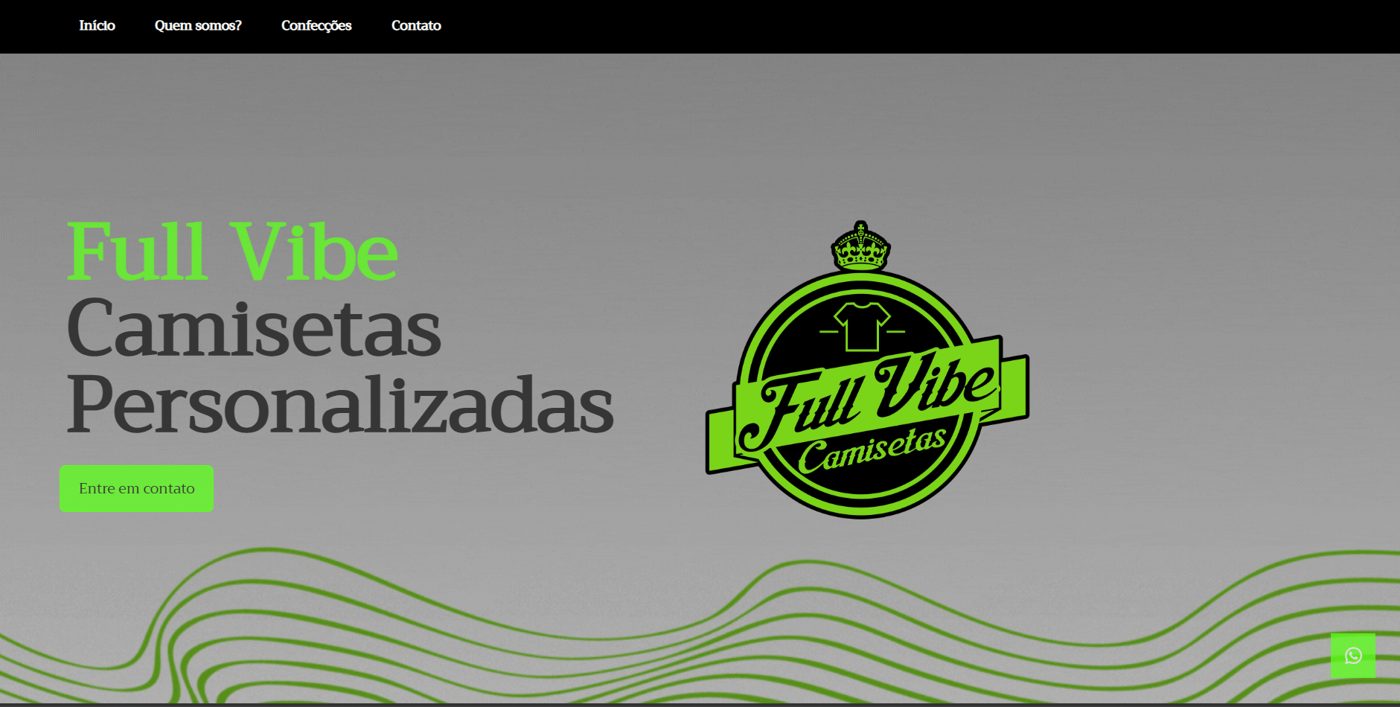 Início
Quem somos?
Confecções
Contato
Full Vibe
Camisetas
Personalizadas
Entre em contato
Full Vibe
Camisetas